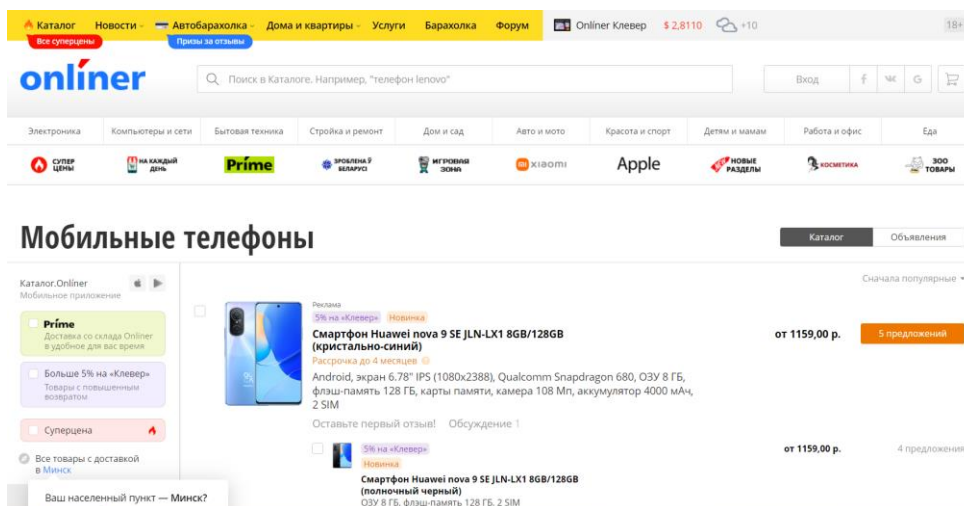 Каталог Новости Автобарахолка Дома и квартиры Услуги Барахолка Форум Onlíner Клевер $ 2,8110 +10 18+
Все суперцены Призы за отзывы
onlíner Поиск в Каталоге. Например, "телефон lenovo" Вход f G
Электроника Компьютеры и сети Бытовая техника Стройка и ремонт Дом и сад Авто и мото Красота и спорт Детям и мамам Работа и офис Еда
СУПЕР ЦЕНЫ НА КАЖДЫЙ ДЕНЬ Príme ЗРОБЛЕНА Ў БЕЛАРУСІ ИГРОВАЯ ЗОНА xiaomi Apple НОВЫЕ РАЗДЕЛЫ КОСМЕТИКА ЗОО ТОВАРЫ
Мобильные телефоны Каталог Объявления
Сначала популярные
Каталог.Onlíner
Мобильное приложение
Príme
Доставка со склада Onlíner
в удобное для вас время
Больше 5% на «Клевер»
Товары с повышенным
возвратом
Суперцена
Все товары с доставкой
в Минск
Ваш населенный пункт — Минск?
Реклама
5% на «Клевер» Новинка
Смартфон Huawei nova 9 SE JLN-LX1 8GB/128GB
(кристально-синий)
от 1159,00 р. 5 предложений
Рассрочка до 4 месяцев
Android, экран 6.78" IPS (1080x2388), Qualcomm Snapdragon 680, ОЗУ 8 ГБ,
флэш-память 128 ГБ, карты памяти, камера 108 Мп, аккумулятор 4000 мАч,
2 SIM
Оставьте первый отзыв! Обсуждение 1
5% на «Клевер»
Новинка
от 1159,00 р. 4 предложения
Смартфон Huawei nova 9 SE JLN-LX1 8GB/128GB
(полночный черный)
ОЗУ 8 ГБ, флэш-память 128 ГБ, 2 SIM